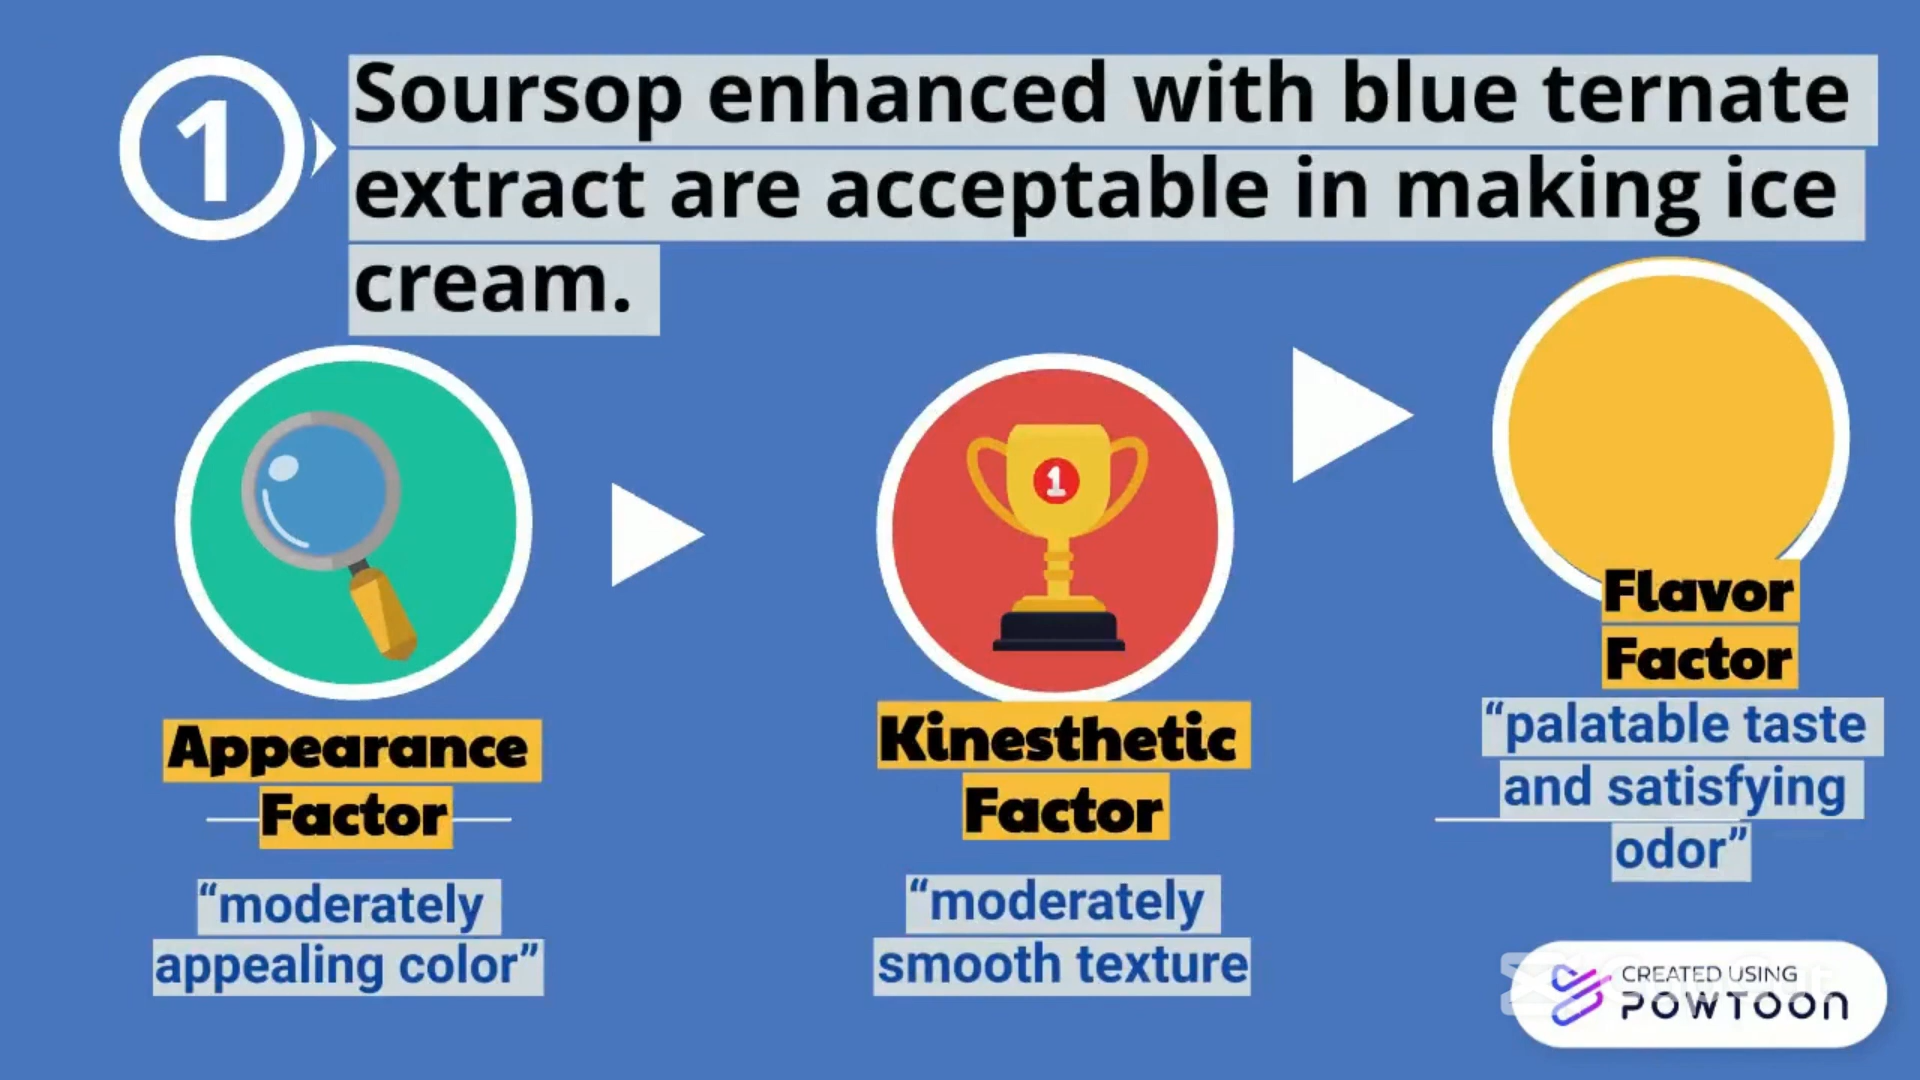 1
Soursop enhanced with blue ternate
extract are acceptable in making ice
cream.
1
Appearance
Factor
“moderately
appealing color”
Kinesthetic
Factor
“moderately
smooth texture
Flavor
Factor
“palatable taste
and satisfying
odor”
CREATED USING
POWTOON